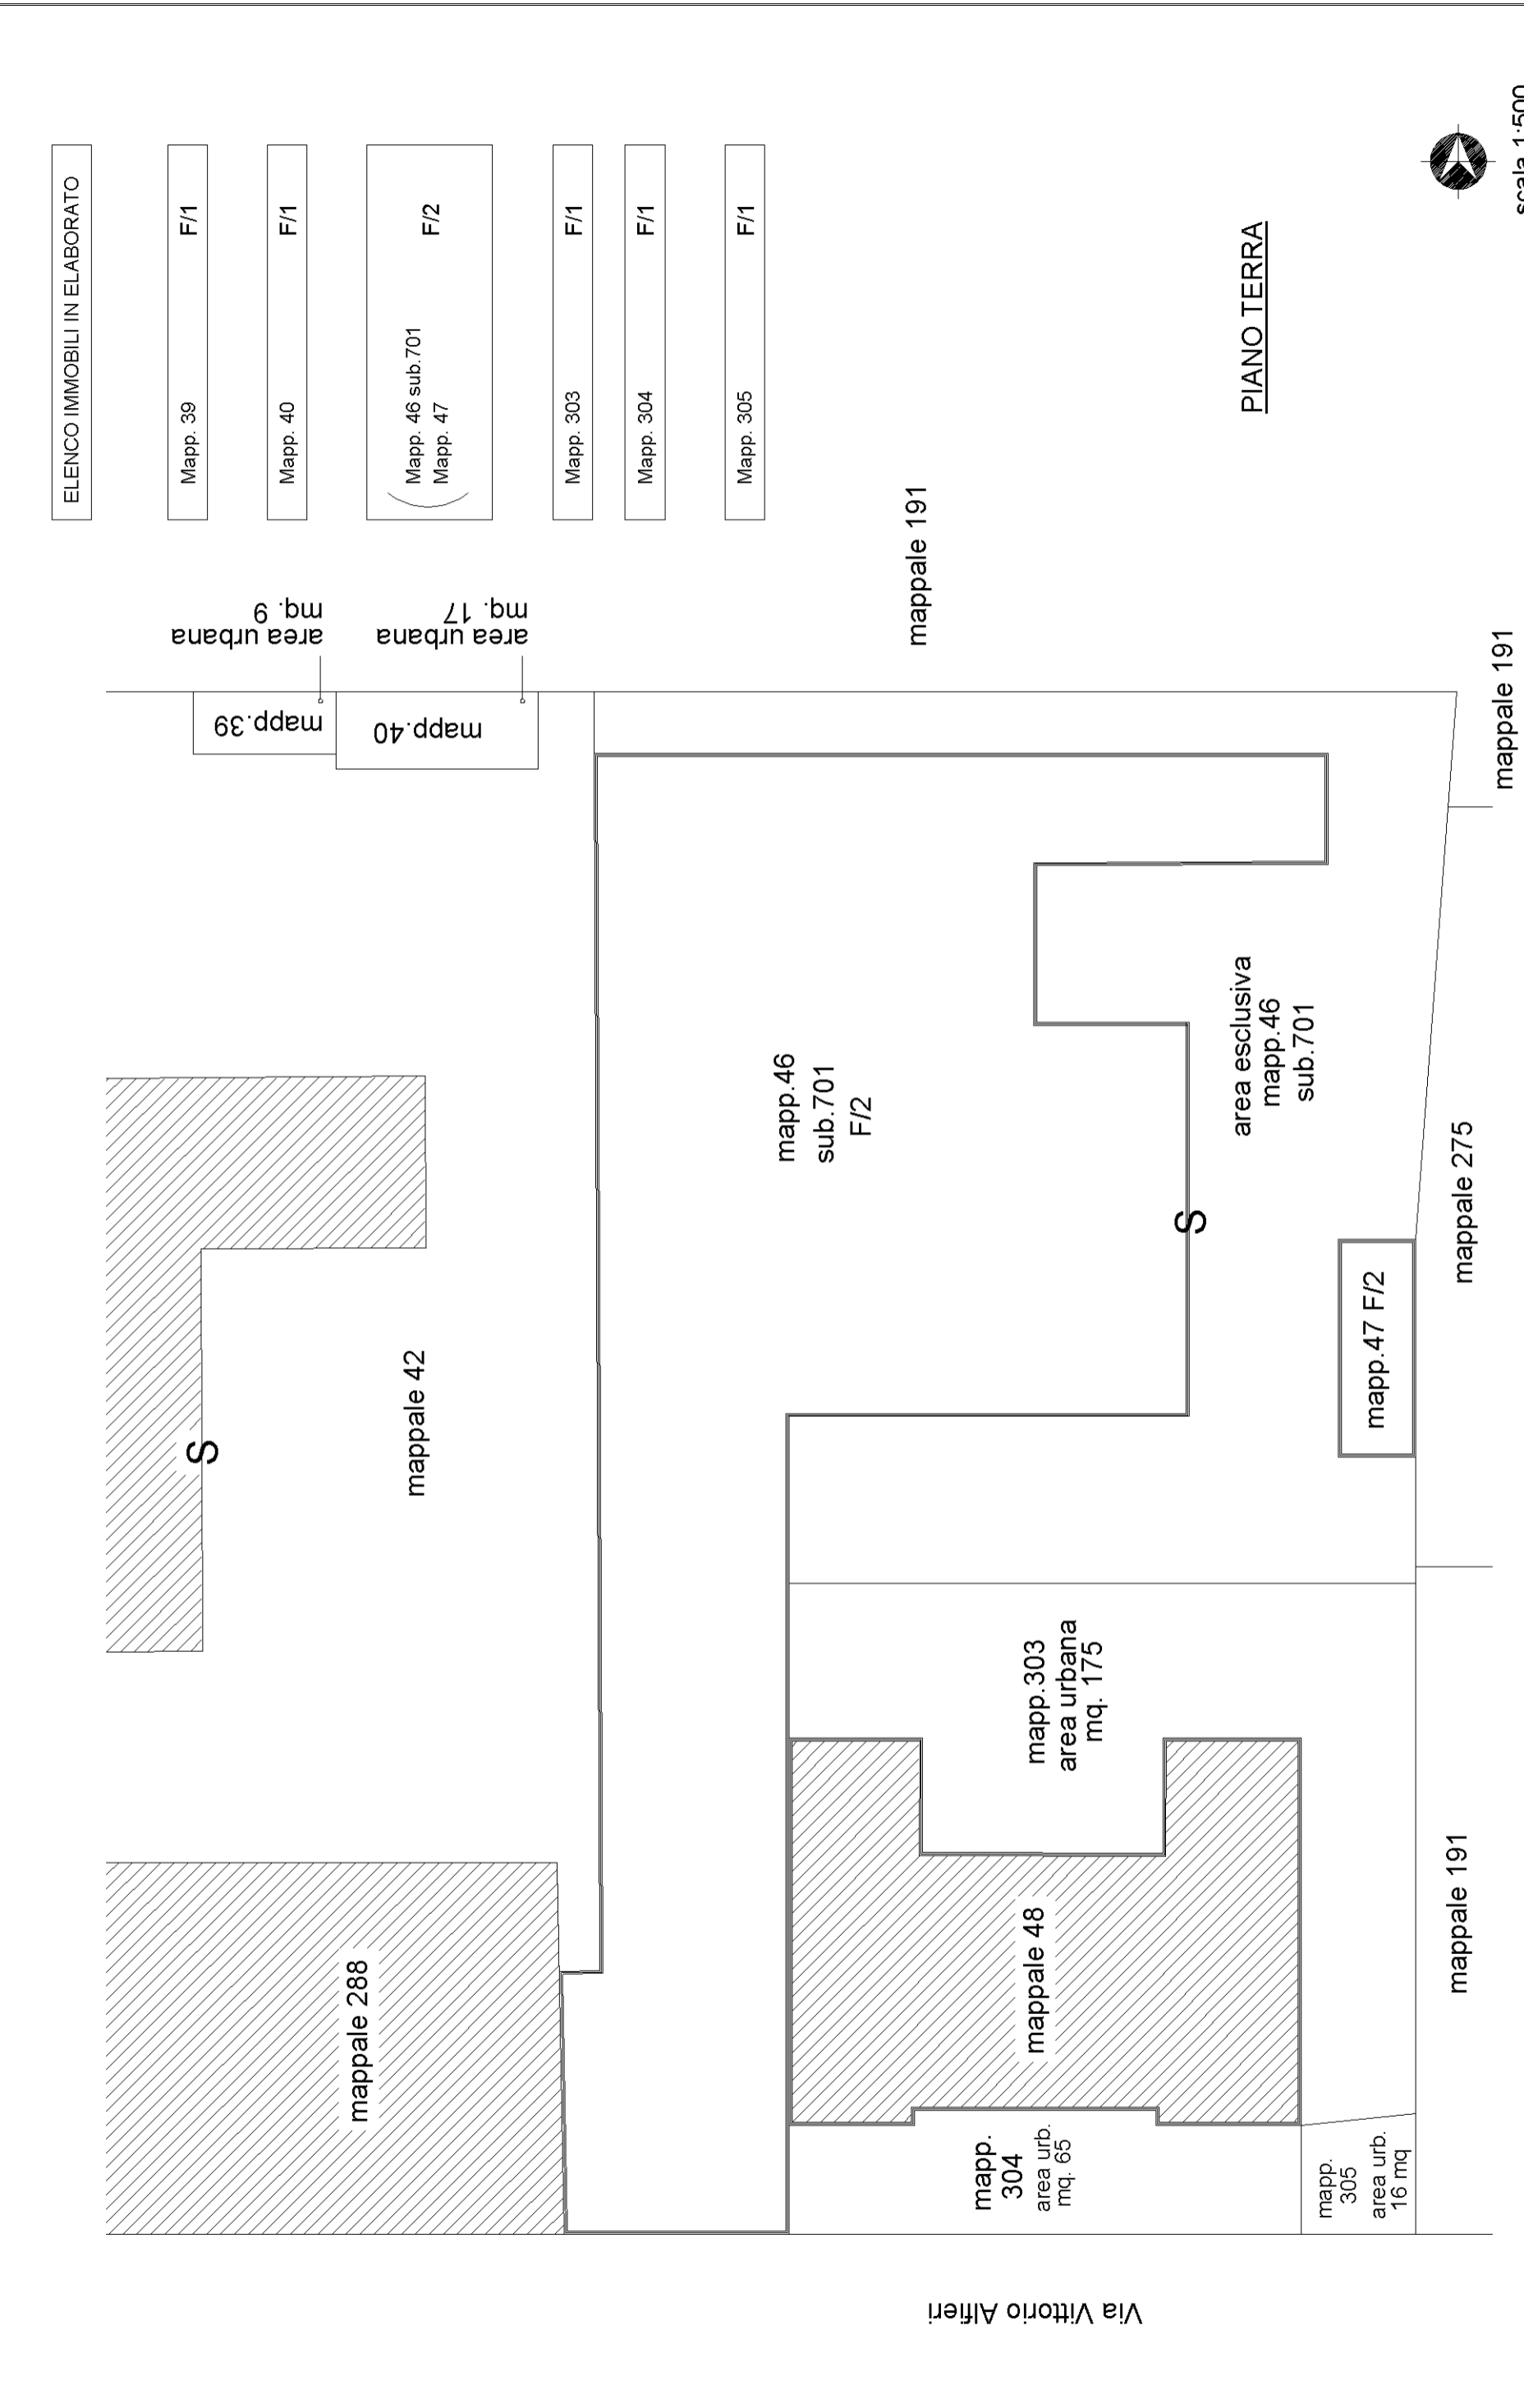 ELENCO IMMOBILI IN ELABORATO
Mapp. 39 F/1
Mapp. 40 F/1
Mapp. 46 sub.701
Mapp. 47
F/2
Mapp. 303 F/1
Mapp. 304 F/1
Mapp. 305 F/1
PIANO TERRA
scala 1:500
area urbana
mq. 9
mapp.39
area urbana
mq. 17
mapp.40
mappale 191
mappale 191
S
mappale 42
mapp.46
sub.701
F/2
area esclusiva
mapp.46
sub.701
S
mapp.47 F/2
mappale 275
mapp.303
area urbana
mq. 175
mappale 288
mappale 48
mappale 191
mapp.
304
area urb.
mq. 65
mapp.
305
area urb.
16 mq
Via Vittorio Alfieri